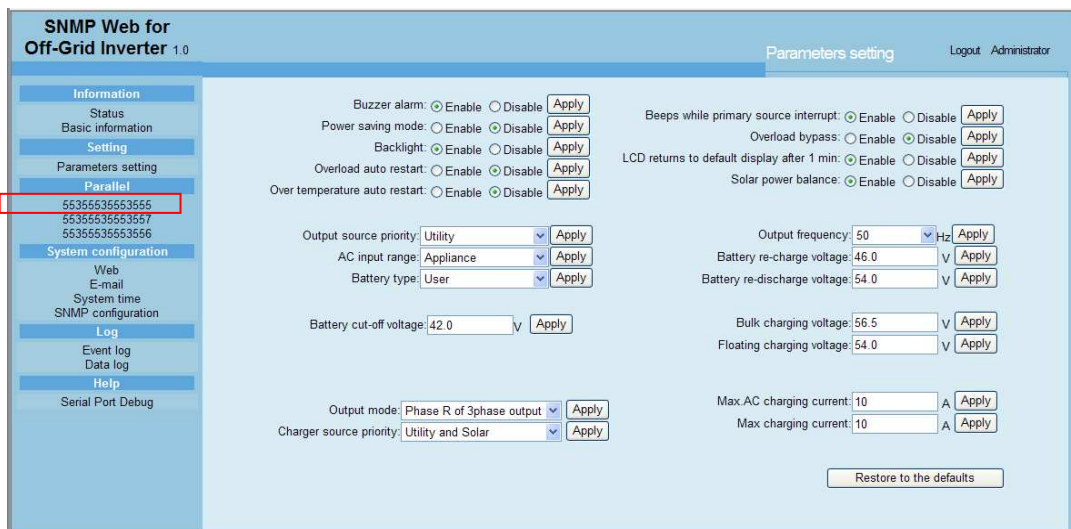 SNMP Web for
Off-Grid Inverter 1.0
Parameters setting
Logout Administrator
Information
Status
Basic information
Setting
Parameters setting
Parallel
55355535553555
55355535553557
55355535553556
System configuration
Web
E-mail
System time
SNMP configuration
Log
Event log
Data log
Help
Serial Port Debug
Buzzer alarm: Enable Disable Apply
Power saving mode: Enable Disable Apply
Backlight: Enable Disable Apply
Overload auto restart: Enable Disable Apply
Over temperature auto restart: Enable Disable Apply
Beeps while primary source interrupt: Enable Disable Apply
Overload bypass: Enable Disable Apply
LCD returns to default display after 1 min: Enable Disable Apply
Solar power balance: Enable Disable Apply
Output source priority: Utility Apply
AC input range: Appliance Apply
Battery type: User Apply
Output frequency: 50 Hz Apply
Battery re-charge voltage: 46.0 V Apply
Battery re-discharge voltage: 54.0 V Apply
Battery cut-off voltage: 42.0 V Apply
Bulk charging voltage: 56.5 V Apply
Floating charging voltage: 54.0 V Apply
Output mode: Phase R of 3phase output Apply
Charger source priority: Utility and Solar Apply
Max.AC charging current: 10 A Apply
Max charging current: 10 A Apply
Restore to the defaults